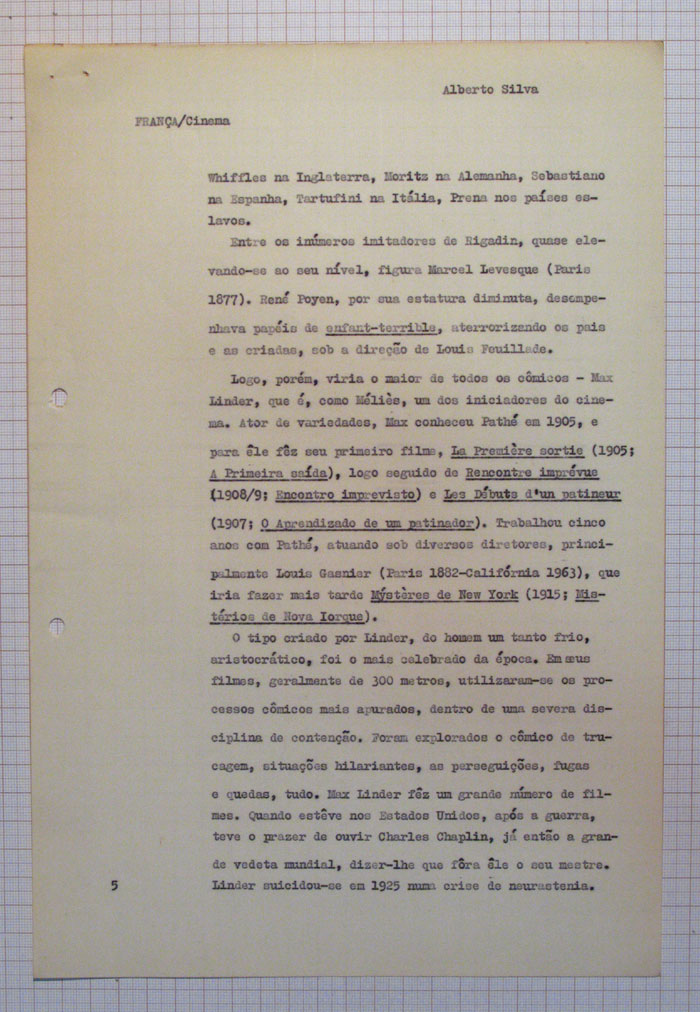 Alberto Silva
FRANÇA/Cinema
Whiffles na Inglaterra, Moritz na Alemanha, Sebastiano
na Espanha, Tartufini na Itália, Prena nos países es-
lavos.
Entre os inúmeros imitadores de Rigadin, quase ele-
vando-se ao seu nível, figura Marcel Levesque (Paris
1877). René Poyen, por sua estatura diminuta, desempe-
nhava papéis de enfant-terrible, aterrorizando os pais
e as criadas, sob a direção de Louis Feuillade.
Logo, porém, viria o maior de todos os cômicos - Max
Linder, que é, como Méliès, um dos iniciadores do cine-
ma. Ator de variedades, Max conheceu Pathé em 1905, e
para êle fêz seu primeiro filme, La Première sortie (1905;
A Primeira saída), logo seguido de Rencontre imprévue
(1908/9; Encontro imprevisto) e Les Débuts d'un patineur
(1907; O Aprendizado de um patinador). Trabalhou cinco
anos com Pathé, atuando sob diversos diretores, princi-
palmente Louis Gasnier (Paris 1882-Califórnia 1963), que
iria fazer mais tarde Mystères de New York (1915; Mis-
térios de Nova Iorque).
O tipo criado por Linder, do homem um tanto frio,
aristocrático, foi o mais celebrado da época. Em seus
filmes, geralmente de 300 metros, utilizaram-se os pro-
cessos cômicos mais apurados, dentro de uma severa dis-
ciplina de contenção. Foram explorados o cômico de tru-
cagem, situações hilariantes, as perseguições, fugas
e quedas, tudo. Max Linder fêz um grande número de fil-
mes. Quando estêve nos Estados Unidos, após a guerra,
teve o prazer de ouvir Charles Chaplin, já então a gran-
de vedeta mundial, dizer-lhe que fôra êle o seu mestre.
5 Linder suicidou-se em 1925 numa crise de neurastenia.